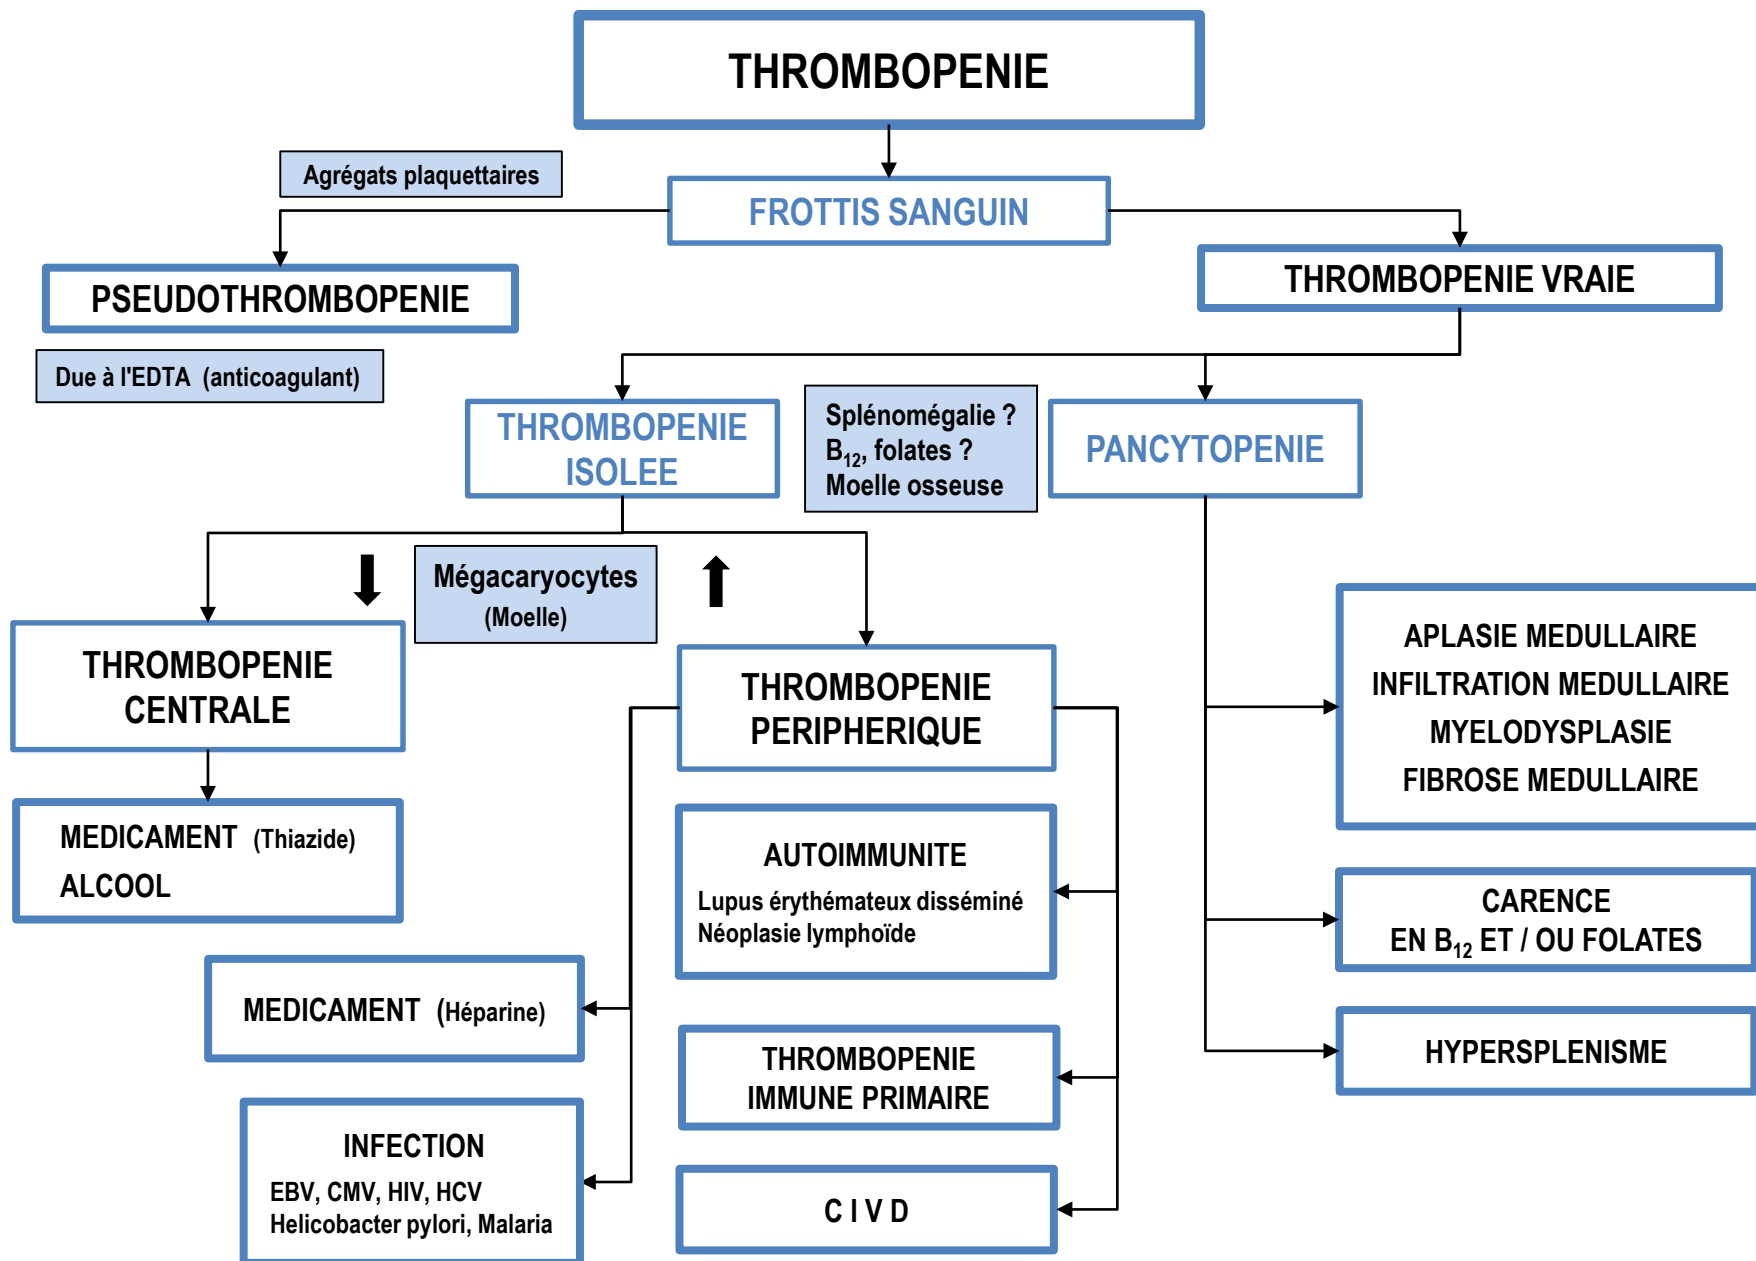 THROMBOPENIE
Agrégats plaquettaires
FROTTIS SANGUIN
PSEUDOTHROMBOPENIE
THROMBOPENIE VRAIE
Due à l'EDTA (anticoagulant)
THROMBOPENIE
ISOLEE
Splénomégalie ?
B12, folates ?
Moelle osseuse
PANCYTOPENIE
Mégacaryocytes
(Moelle)
THROMBOPENIE
CENTRALE
THROMBOPENIE
PERIPHERIQUE
APLASIE MEDULLAIRE
INFILTRATION MEDULLAIRE
MYELODYSPLASIE
FIBROSE MEDULLAIRE
MEDICAMENT (Thiazide)
ALCOOL
AUTOIMMUNITE
Lupus érythémateux disséminé
Néoplasie lymphoïde
CARENCE
EN B12 ET / OU FOLATES
MEDICAMENT (Héparine)
THROMBOPENIE
IMMUNE PRIMAIRE
HYPERSPLENISME
INFECTION
EBV, CMV, HIV, HCV
Helicobacter pylori, Malaria
C I V D